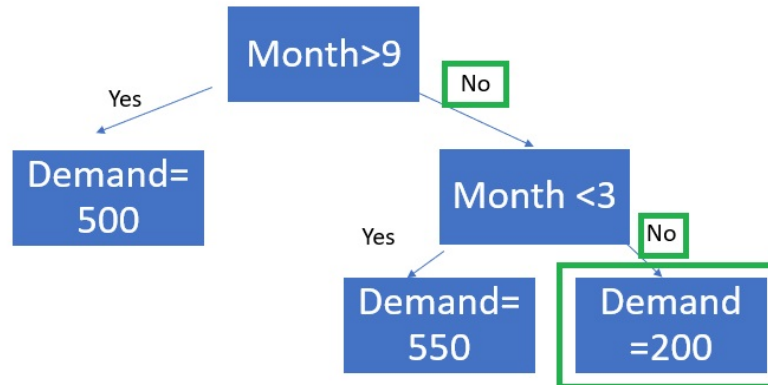 Month>9
Yes
No
Demand=
500
Month <3
Yes
No
Demand=
550
Demand
=200